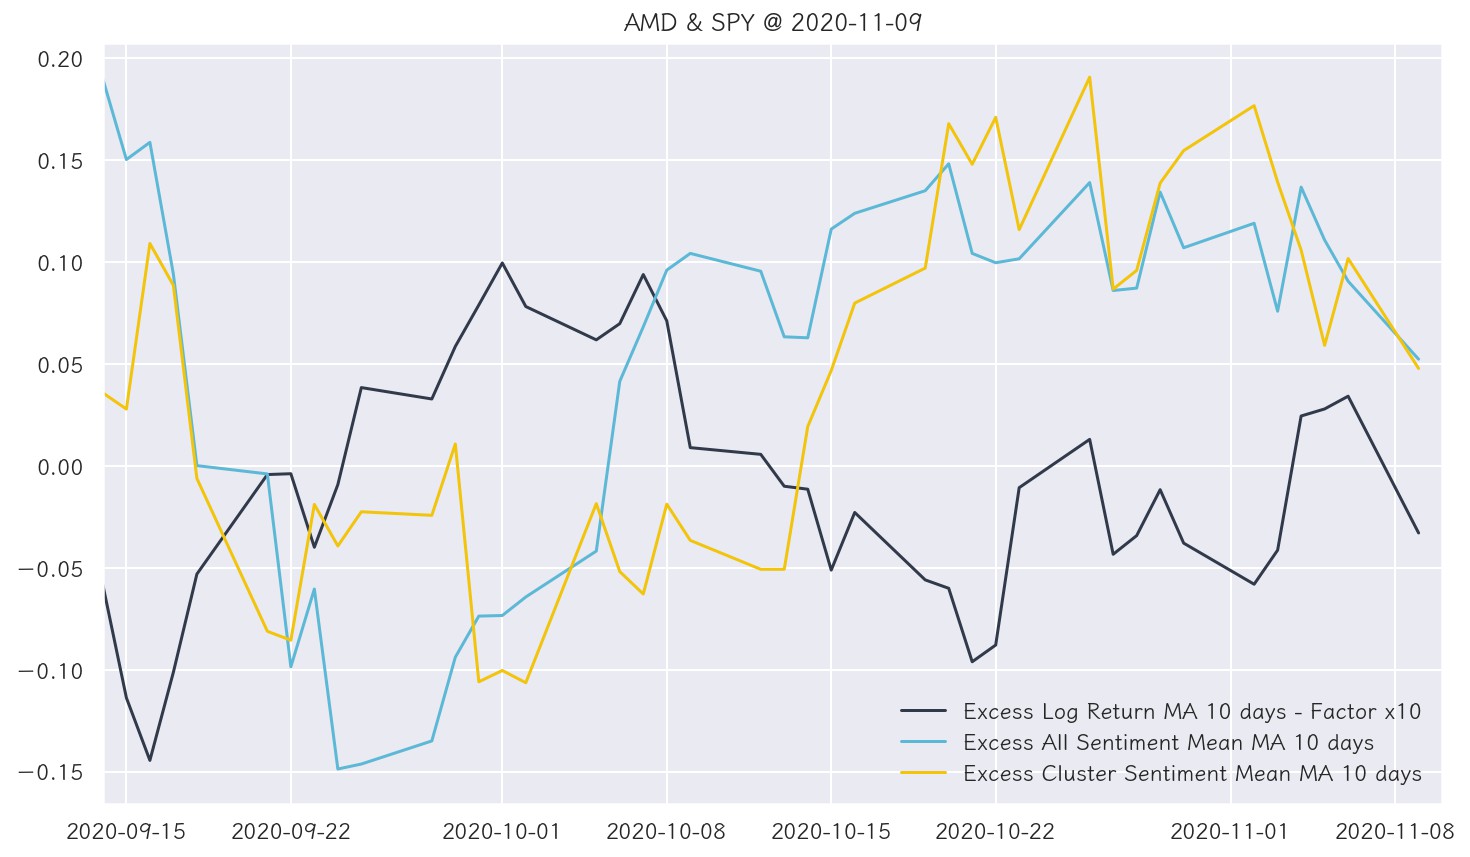 AMD & SPY @ 2020-11-09
0.20
0.15
0.10
0.05
0.00
−0.05
−0.10
−0.15
Excess Log Return MA 10 days - Factor x10
Excess All Sentiment Mean MA 10 days
Excess Cluster Sentiment Mean MA 10 days
2020-09-15 2020-09-22 2020-10-01 2020-10-08 2020-10-15 2020-10-22 2020-11-01 2020-11-08